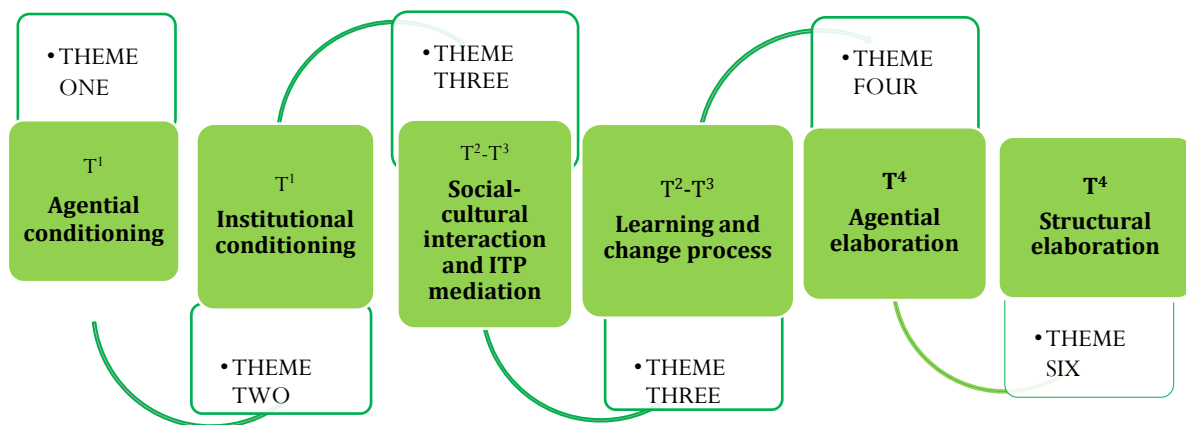 • THEME
ONE
T¹
Agential
conditioning
T¹
Institutional
conditioning
• THEME
TWO
• THEME
THREE
T²-T³
Social-
cultural
interaction
and ITP
mediation
T²-T³
Learning and
change process
• THEME
THREE
• THEME
FOUR
T⁴
Agential
elaboration
T⁴
Structural
elaboration
• THEME
SIX